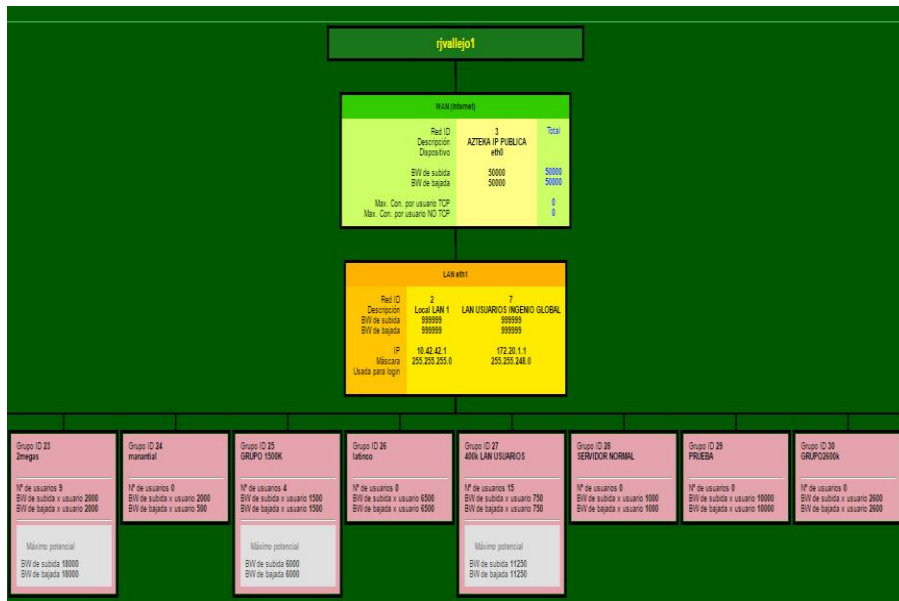 rjvallejo1
WAN (Internet)
Red ID 3 Total
Descripción AZTEKA IP PUBLICA
Dispositivo eth0
BW de subida 50000 50000
BW de bajada 50000 50000
Max. Con. por usuario TCP 0
Max. Con. por usuario NO TCP 0
LAN eth1
Red ID 2 7
Descripción Local LAN 1 LAN USUARIOS INGENIO GLOBAL
BW de subida 999999 999999
BW de bajada 999999 999999
IP 10.42.42.1 172.20.1.1
Máscara 255.255.255.0 255.255.248.0
Usada para login
Grupo ID 23
2megas
Nº de usuarios 9
BW de subida x usuario 2000
BW de bajada x usuario 2000
Máximo potencial
BW de subida 18000
BW de bajada 18000
Grupo ID 24
manantial
Nº de usuarios 0
BW de subida x usuario 2000
BW de bajada x usuario 500
Grupo ID 25
GRUPO 1500K
Nº de usuarios 4
BW de subida x usuario 1500
BW de bajada x usuario 1500
Máximo potencial
BW de subida 6000
BW de bajada 6000
Grupo ID 26
latinco
Nº de usuarios 0
BW de subida x usuario 6500
BW de bajada x usuario 6500
Grupo ID 27
400k LAN USUARIOS
Nº de usuarios 15
BW de subida x usuario 750
BW de bajada x usuario 750
Máximo potencial
BW de subida 11250
BW de bajada 11250
Grupo ID 28
SERVIDOR NORMAL
Nº de usuarios 0
BW de subida x usuario 1000
BW de bajada x usuario 1000
Grupo ID 29
PRUEBA
Nº de usuarios 0
BW de subida x usuario 10000
BW de bajada x usuario 10000
Grupo ID 30
GRUPO2600k
Nº de usuarios 0
BW de subida x usuario 2600
BW de bajada x usuario 2600